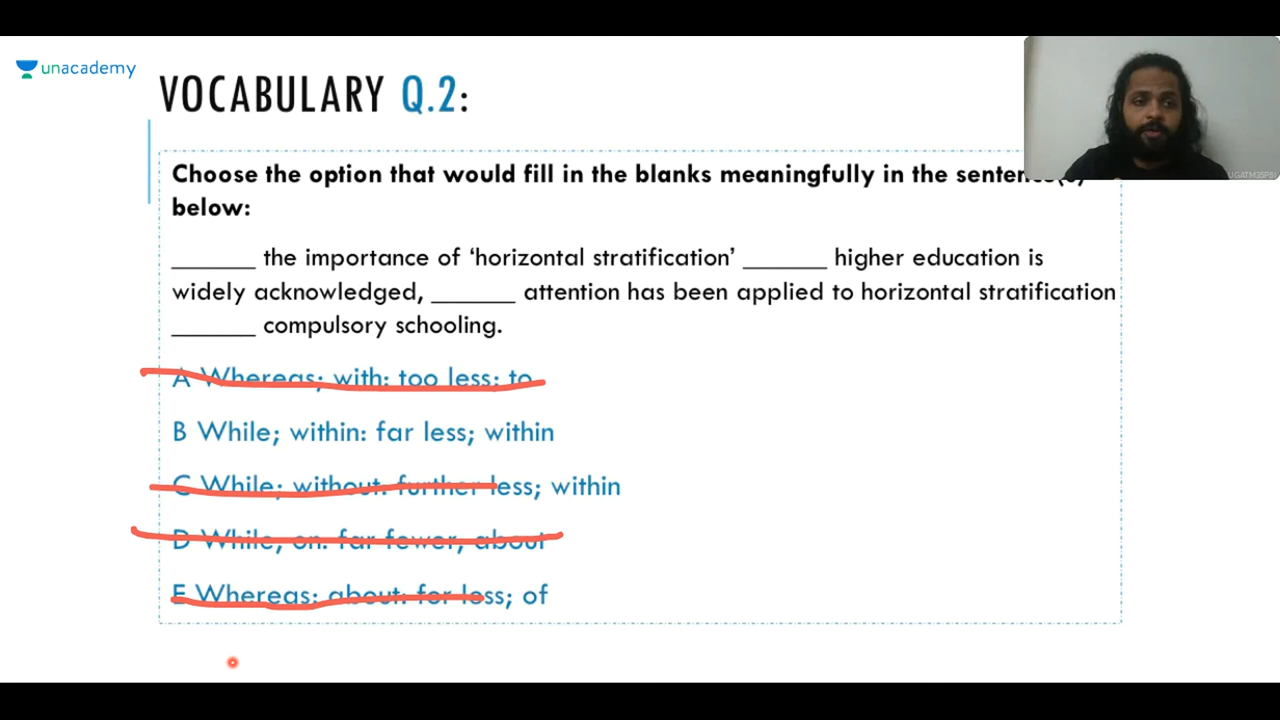 unacademy
VOCABULARY Q.2:
Choose the option that would fill in the blanks meaningfully in the
below:
_______ the importance of ‘horizontal stratification’ _______ higher education is
widely acknowledged, _______ attention has been applied to horizontal stratification
_______ compulsory schooling.
A Whereas; with: too less; to
B While; within: far less; within
C While; without: further less; within
D While; on: far fewer; about
E Whereas; about: for less; of